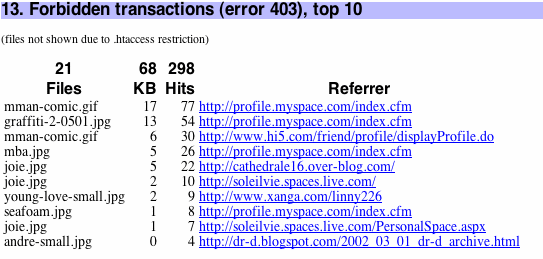 13. Forbidden transactions (error 403), top 10
(files not shown due to .htaccess restriction)
21 68 298
Files KB Hits Referrer
mman-comic.gif 17 77 http://profile.myspace.com/index.cfm
graffiti-2-0501.jpg 13 54 http://profile.myspace.com/index.cfm
mman-comic.gif 6 30 http://www.hi5.com/friend/profile/displayProfile.do
mba.jpg 5 26 http://profile.myspace.com/index.cfm
joie.jpg 5 22 http://cathedrale16.over-blog.com/
joie.jpg 2 10 http://soleilvie.spaces.live.com/
young-love-small.jpg 2 9 http://www.xanga.com/linny226
seafoam.jpg 1 8 http://profile.myspace.com/index.cfm
joie.jpg 1 7 http://soleilvie.spaces.live.com/PersonalSpace.aspx
andre-small.jpg 0 4 http://dr-d.blogspot.com/2002_03_01_dr-d_archive.html